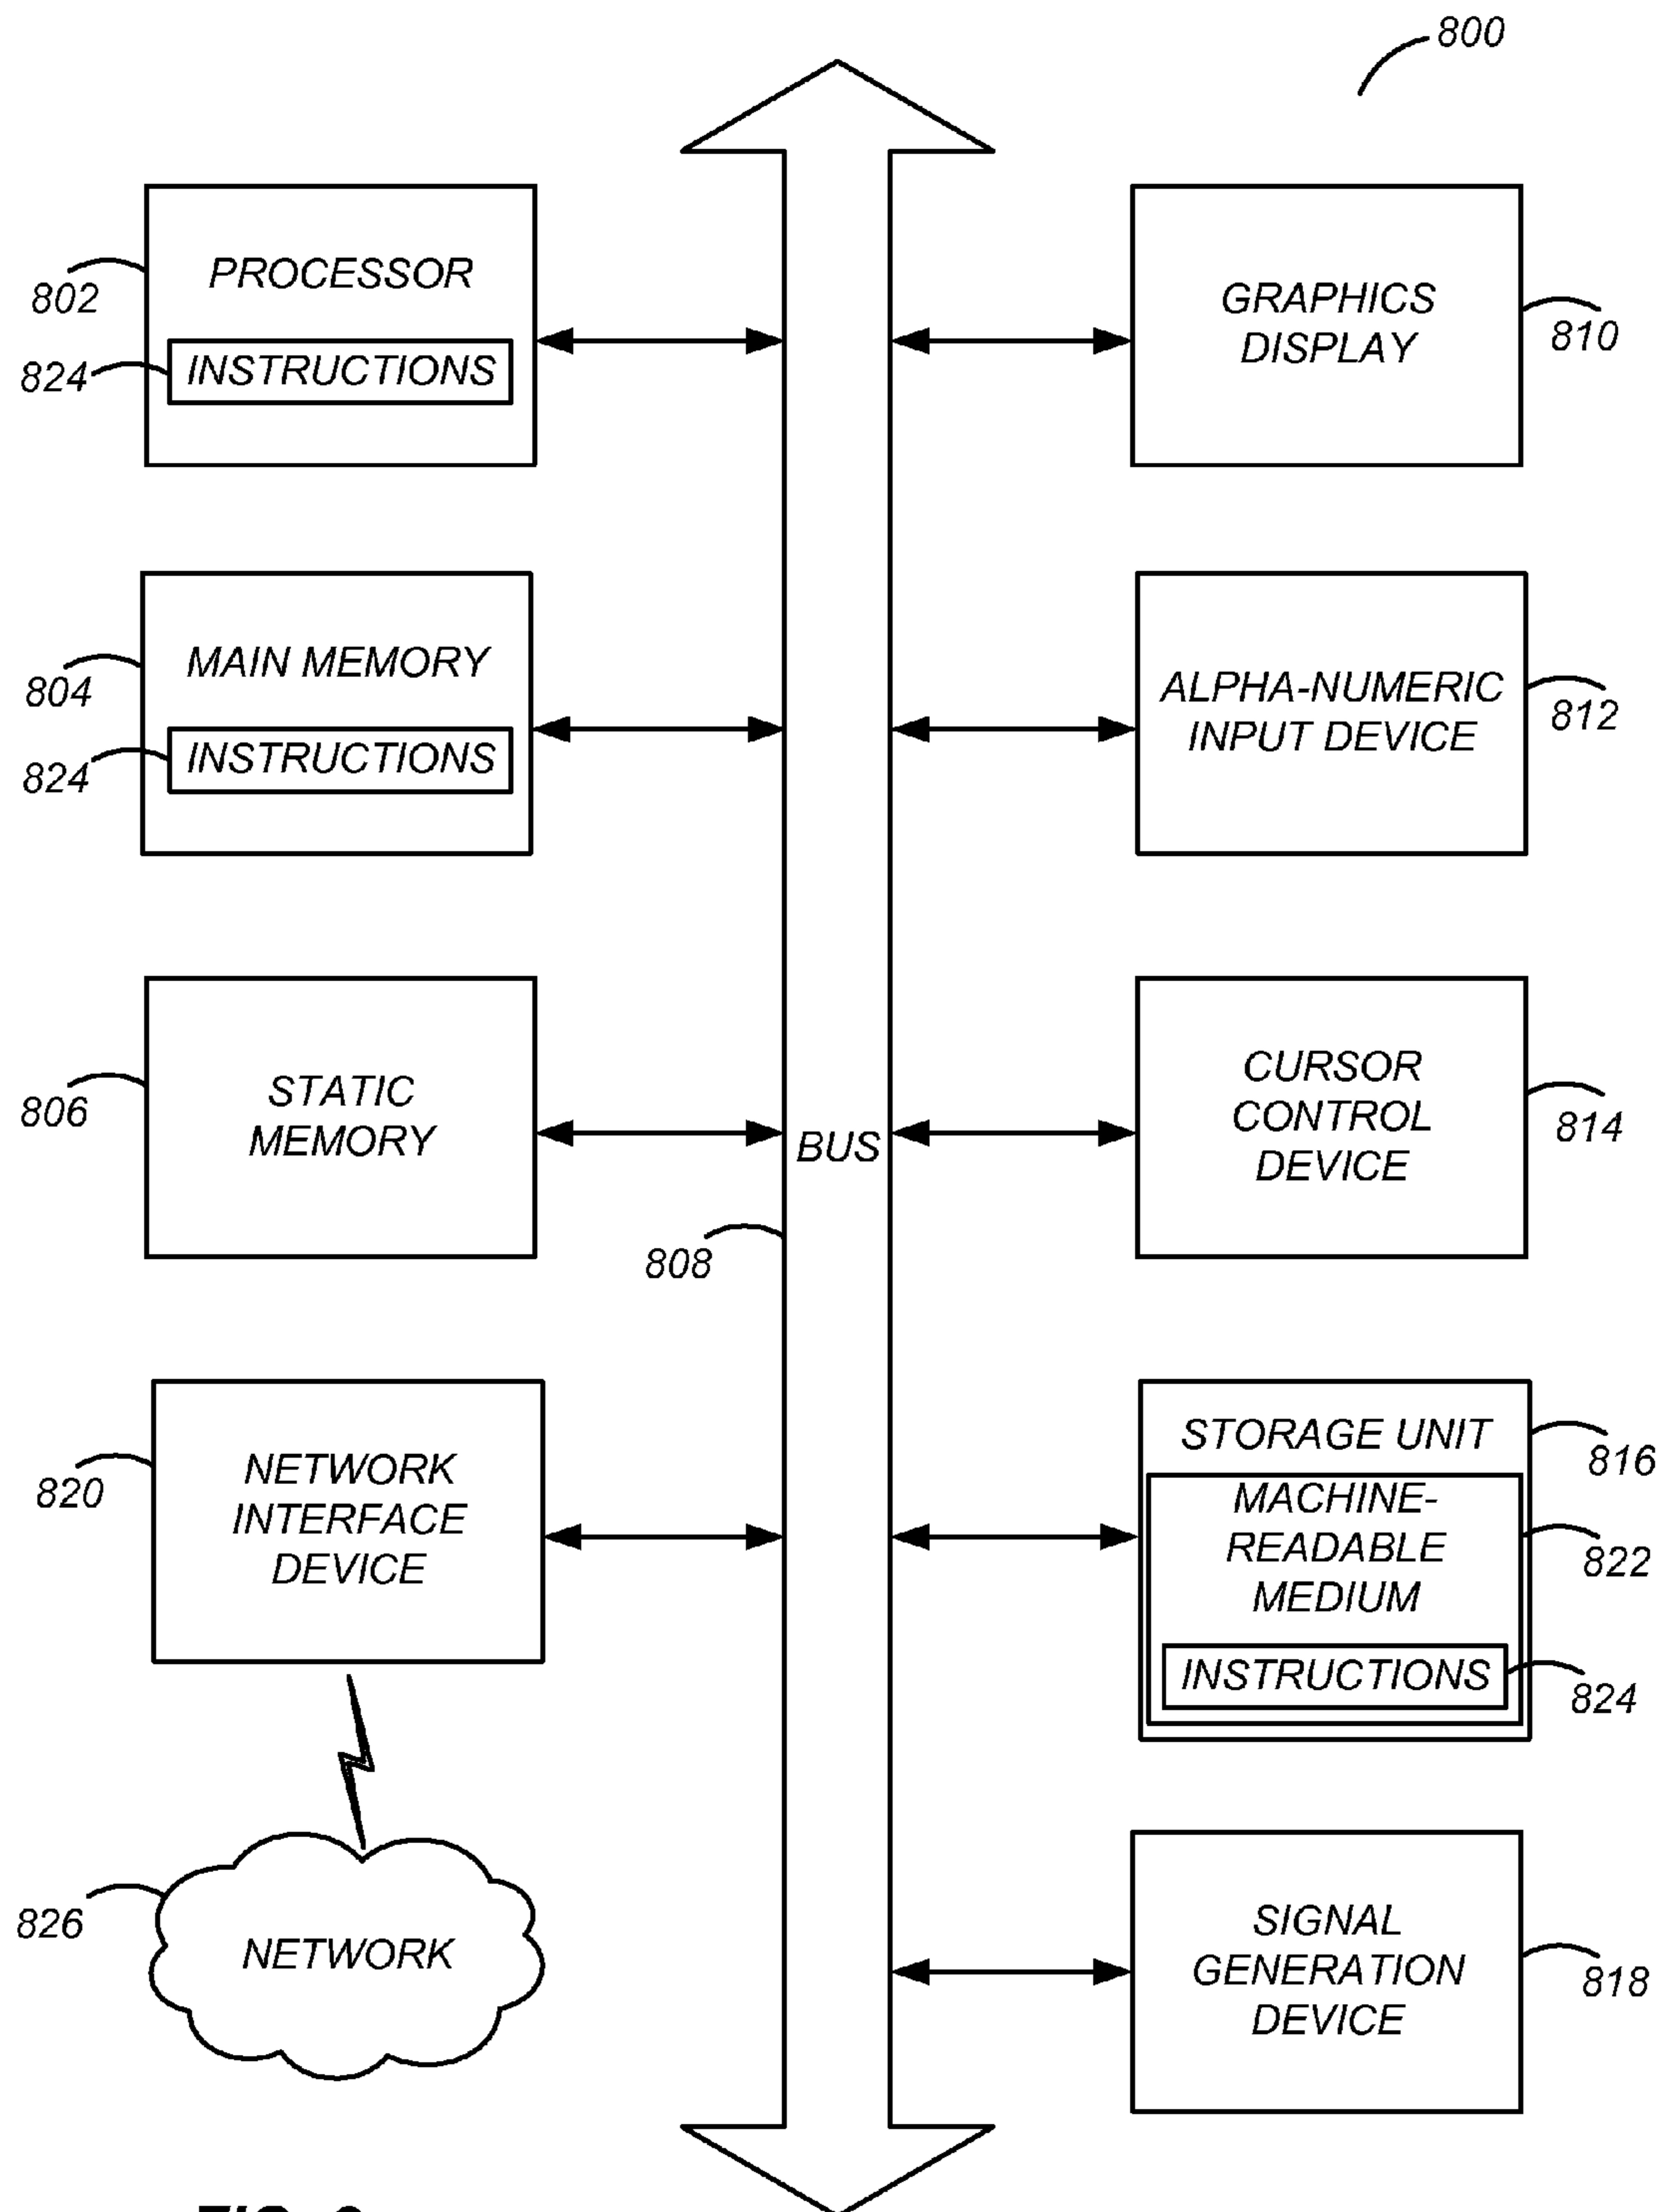 800
PROCESSOR
802
824
INSTRUCTIONS
GRAPHICS
DISPLAY
810
MAIN MEMORY
804
824
INSTRUCTIONS
ALPHA-NUMERIC
INPUT DEVICE
812
STATIC
MEMORY
806
BUS
808
CURSOR
CONTROL
DEVICE
814
NETWORK
INTERFACE
DEVICE
820
STORAGE UNIT
816
MACHINE-
READABLE
MEDIUM
822
INSTRUCTIONS
824
826
NETWORK
SIGNAL
GENERATION
DEVICE
818